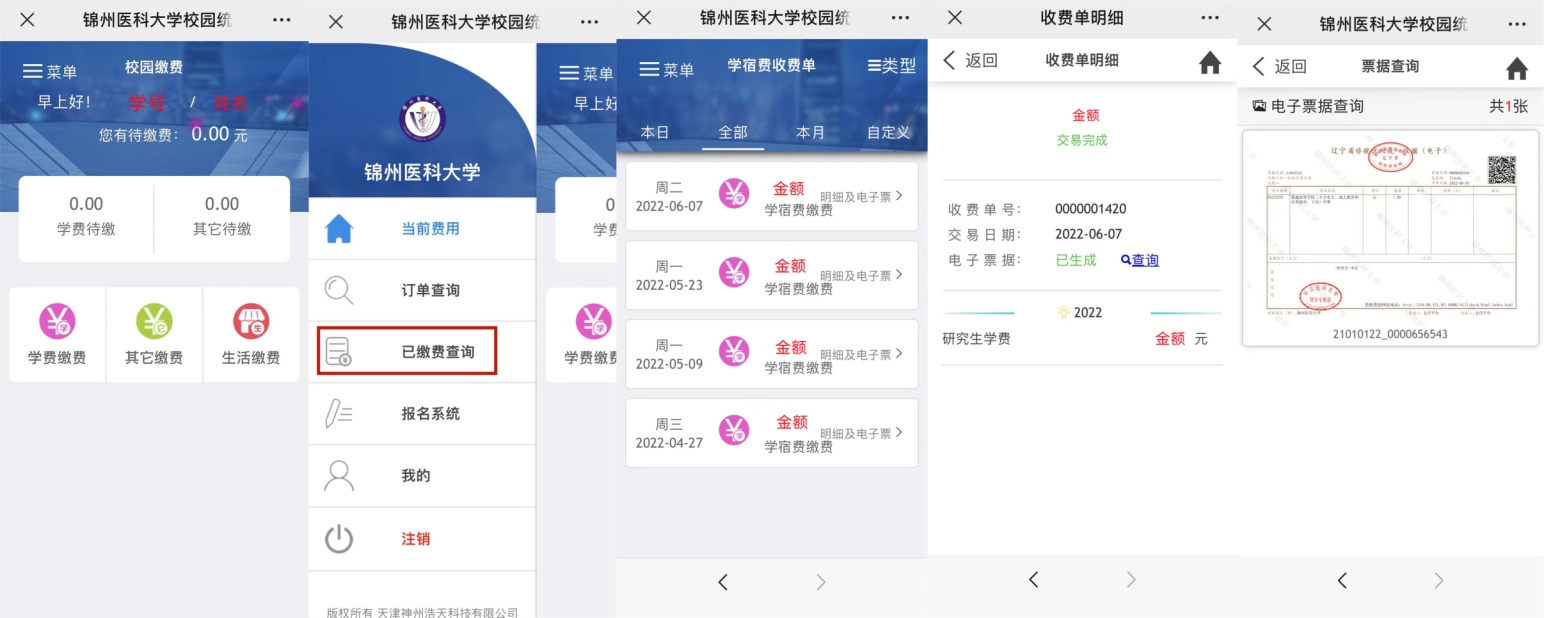 锦州医科大学校园统
菜单
校园缴费
早上好！ 学号 / 姓名
您有待缴费： 0.00 元
0.00 0.00
学费待缴 其它待缴
学费缴费 其它缴费 生活缴费
锦州医科大学校园统
锦州医科大学
当前费用
订单查询
已缴费查询
报名系统
我的
注销
版权所有 天津神州浩天科技有限公司
菜单
早上好
0
学费
学费缴费
锦州医科大学校园统
菜单 学宿费收费单 类型
本日 全部 本月 自定义
周二 金额 明细及电子票
2022-06-07 学宿费缴费
周一 金额 明细及电子票
2022-05-23 学宿费缴费
周一 金额 明细及电子票
2022-05-09 学宿费缴费
周三 金额 明细及电子票
2022-04-27 学宿费缴费
收费单明细
返回 收费单明细
金额
交易完成
收费单号： 0000001420
交易日期： 2022-06-07
电子票据： 已生成 查询
2022
研究生学费 金额 元
锦州医科大学校园统
返回 票据查询
电子票据查询 共1张
21010122_0000656543